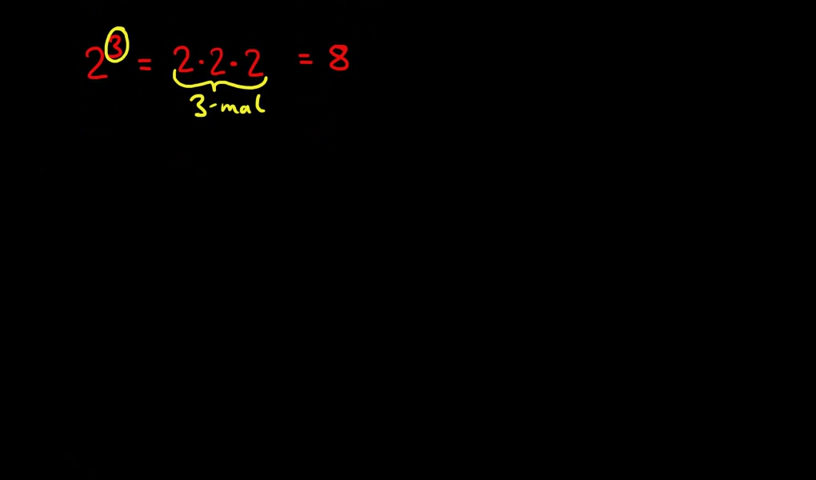 2³ = 2·2·2 = 8
3-mal